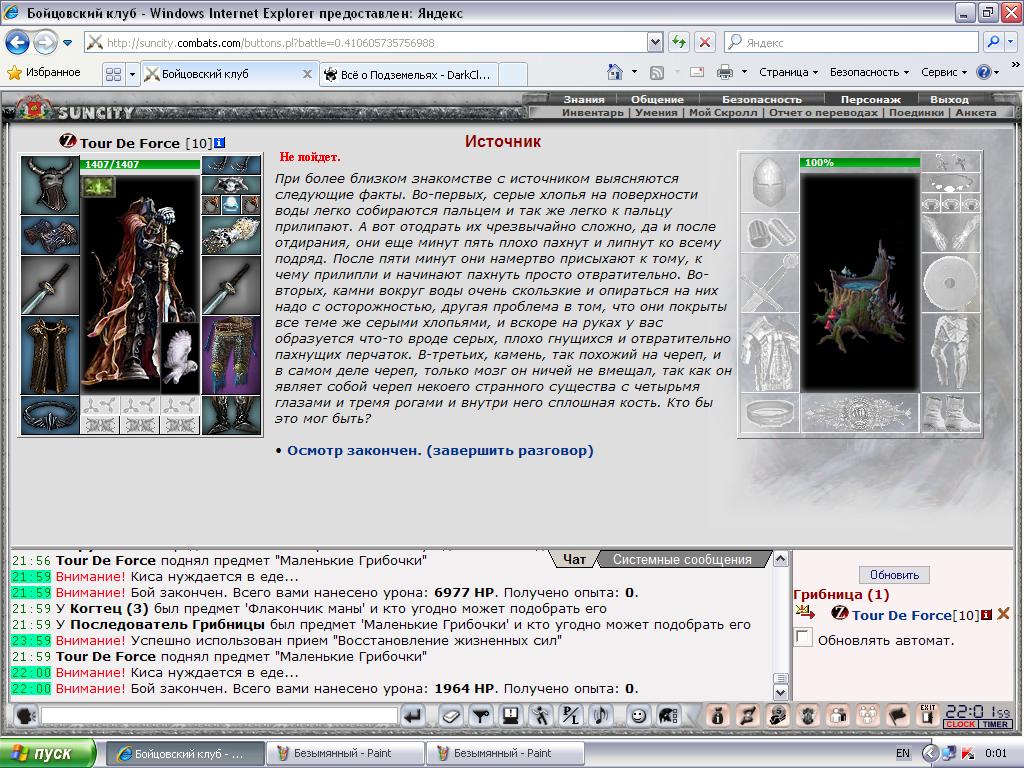 Бойцовский клуб - Windows Internet Explorer предоставлен: Яндекс
http://suncity.combats.com/buttons.pl?battle=0.410605735756988
Яндекс
Избранное
Бойцовский клуб
Всё о Подземельях - DarkCl...
Страница
Безопасность
Сервис
SUNCITY
Знания Общение Безопасность Персонаж Выход
Инвентарь | Умения | Мой Скролл | Отчет о переводах | Поединки | Анкета
Tour De Force [10]
1407/1407
Источник
Не пойдет.
При более близком знакомстве с источником выясняются
следующие факты. Во-первых, серые хлопья на поверхности
воды легко собираются пальцем и так же легко к пальцу
прилипают. А вот отодрать их чрезвычайно сложно, да и после
отдирания, они еще минут пять плохо пахнут и липнут ко всему
подряд. После пяти минут они намертво присыхают к тому, к
чему прилипли и начинают пахнуть просто отвратительно. Во-
вторых, камни вокруг воды очень скользкие и опираться на них
надо с осторожностью, другая проблема в том, что они покрыты
все теме же серыми хлопьями, и вскоре на руках у вас
образуется что-то вроде серых, плохо гнущихся и отвратительно
пахнущих перчаток. В-третьих, камень, так похожий на череп, и
в самом деле череп, только мозг он ничей не вмещал, так как он
являет собой череп некоего странного существа с четырьмя
глазами и тремя рогами и внутри него сплошная кость. Кто бы
это мог быть?
• Осмотр закончен. (завершить разговор)
100%
Чат
Системные сообщения
21:56 Tour De Force поднял предмет "Маленькие Грибочки"
21:59 Внимание! Киса нуждается в еде...
21:59 Внимание! Бой закончен. Всего вами нанесено урона: 6977 HP. Получено опыта: 0.
21:59 У Когтец (3) был предмет 'Флакончик маны' и кто угодно может подобрать его
21:59 У Последователь Грибницы был предмет 'Маленькие Грибочки' и кто угодно может подобрать его
23:59 Внимание! Успешно использован прием "Восстановление жизненных сил"
21:59 Tour De Force поднял предмет "Маленькие Грибочки"
22:00 Внимание! Киса нуждается в еде...
22:00 Внимание! Бой закончен. Всего вами нанесено урона: 1964 HP. Получено опыта: 0.
Обновить
Грибница (1)
Tour De Force[10]
Обновлять автомат.
EXIT
22:01:59
CLOCK TIMER
пуск
Бойцовский клуб - ...
Безымянный - Paint
Безымянный - Paint
EN
0:01